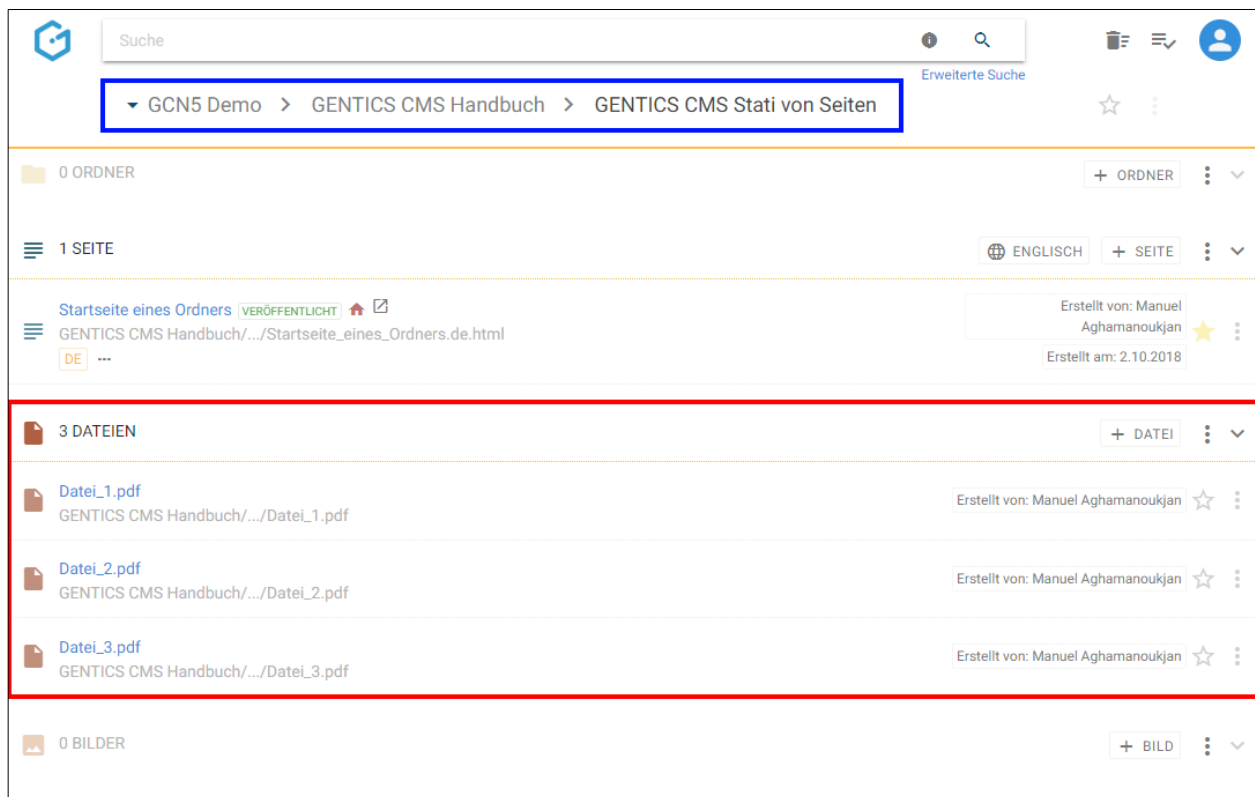 Suche
Erweiterte Suche
GCN5 Demo > GENTICS CMS Handbuch > GENTICS CMS Stati von Seiten
0 ORDNER
+ ORDNER
1 SEITE
ENGLISCH + SEITE
Startseite eines Ordners VERÖFFENTLICHT
GENTICS CMS Handbuch/.../Startseite_eines_Ordners.de.html
DE ---
Erstellt von: Manuel
Aghamanoukjan
Erstellt am: 2.10.2018
3 DATEIEN
+ DATEI
Datei_1.pdf
GENTICS CMS Handbuch/.../Datei_1.pdf
Erstellt von: Manuel Aghamanoukjan
Datei_2.pdf
GENTICS CMS Handbuch/.../Datei_2.pdf
Erstellt von: Manuel Aghamanoukjan
Datei_3.pdf
GENTICS CMS Handbuch/.../Datei_3.pdf
Erstellt von: Manuel Aghamanoukjan
0 BILDER
+ BILD